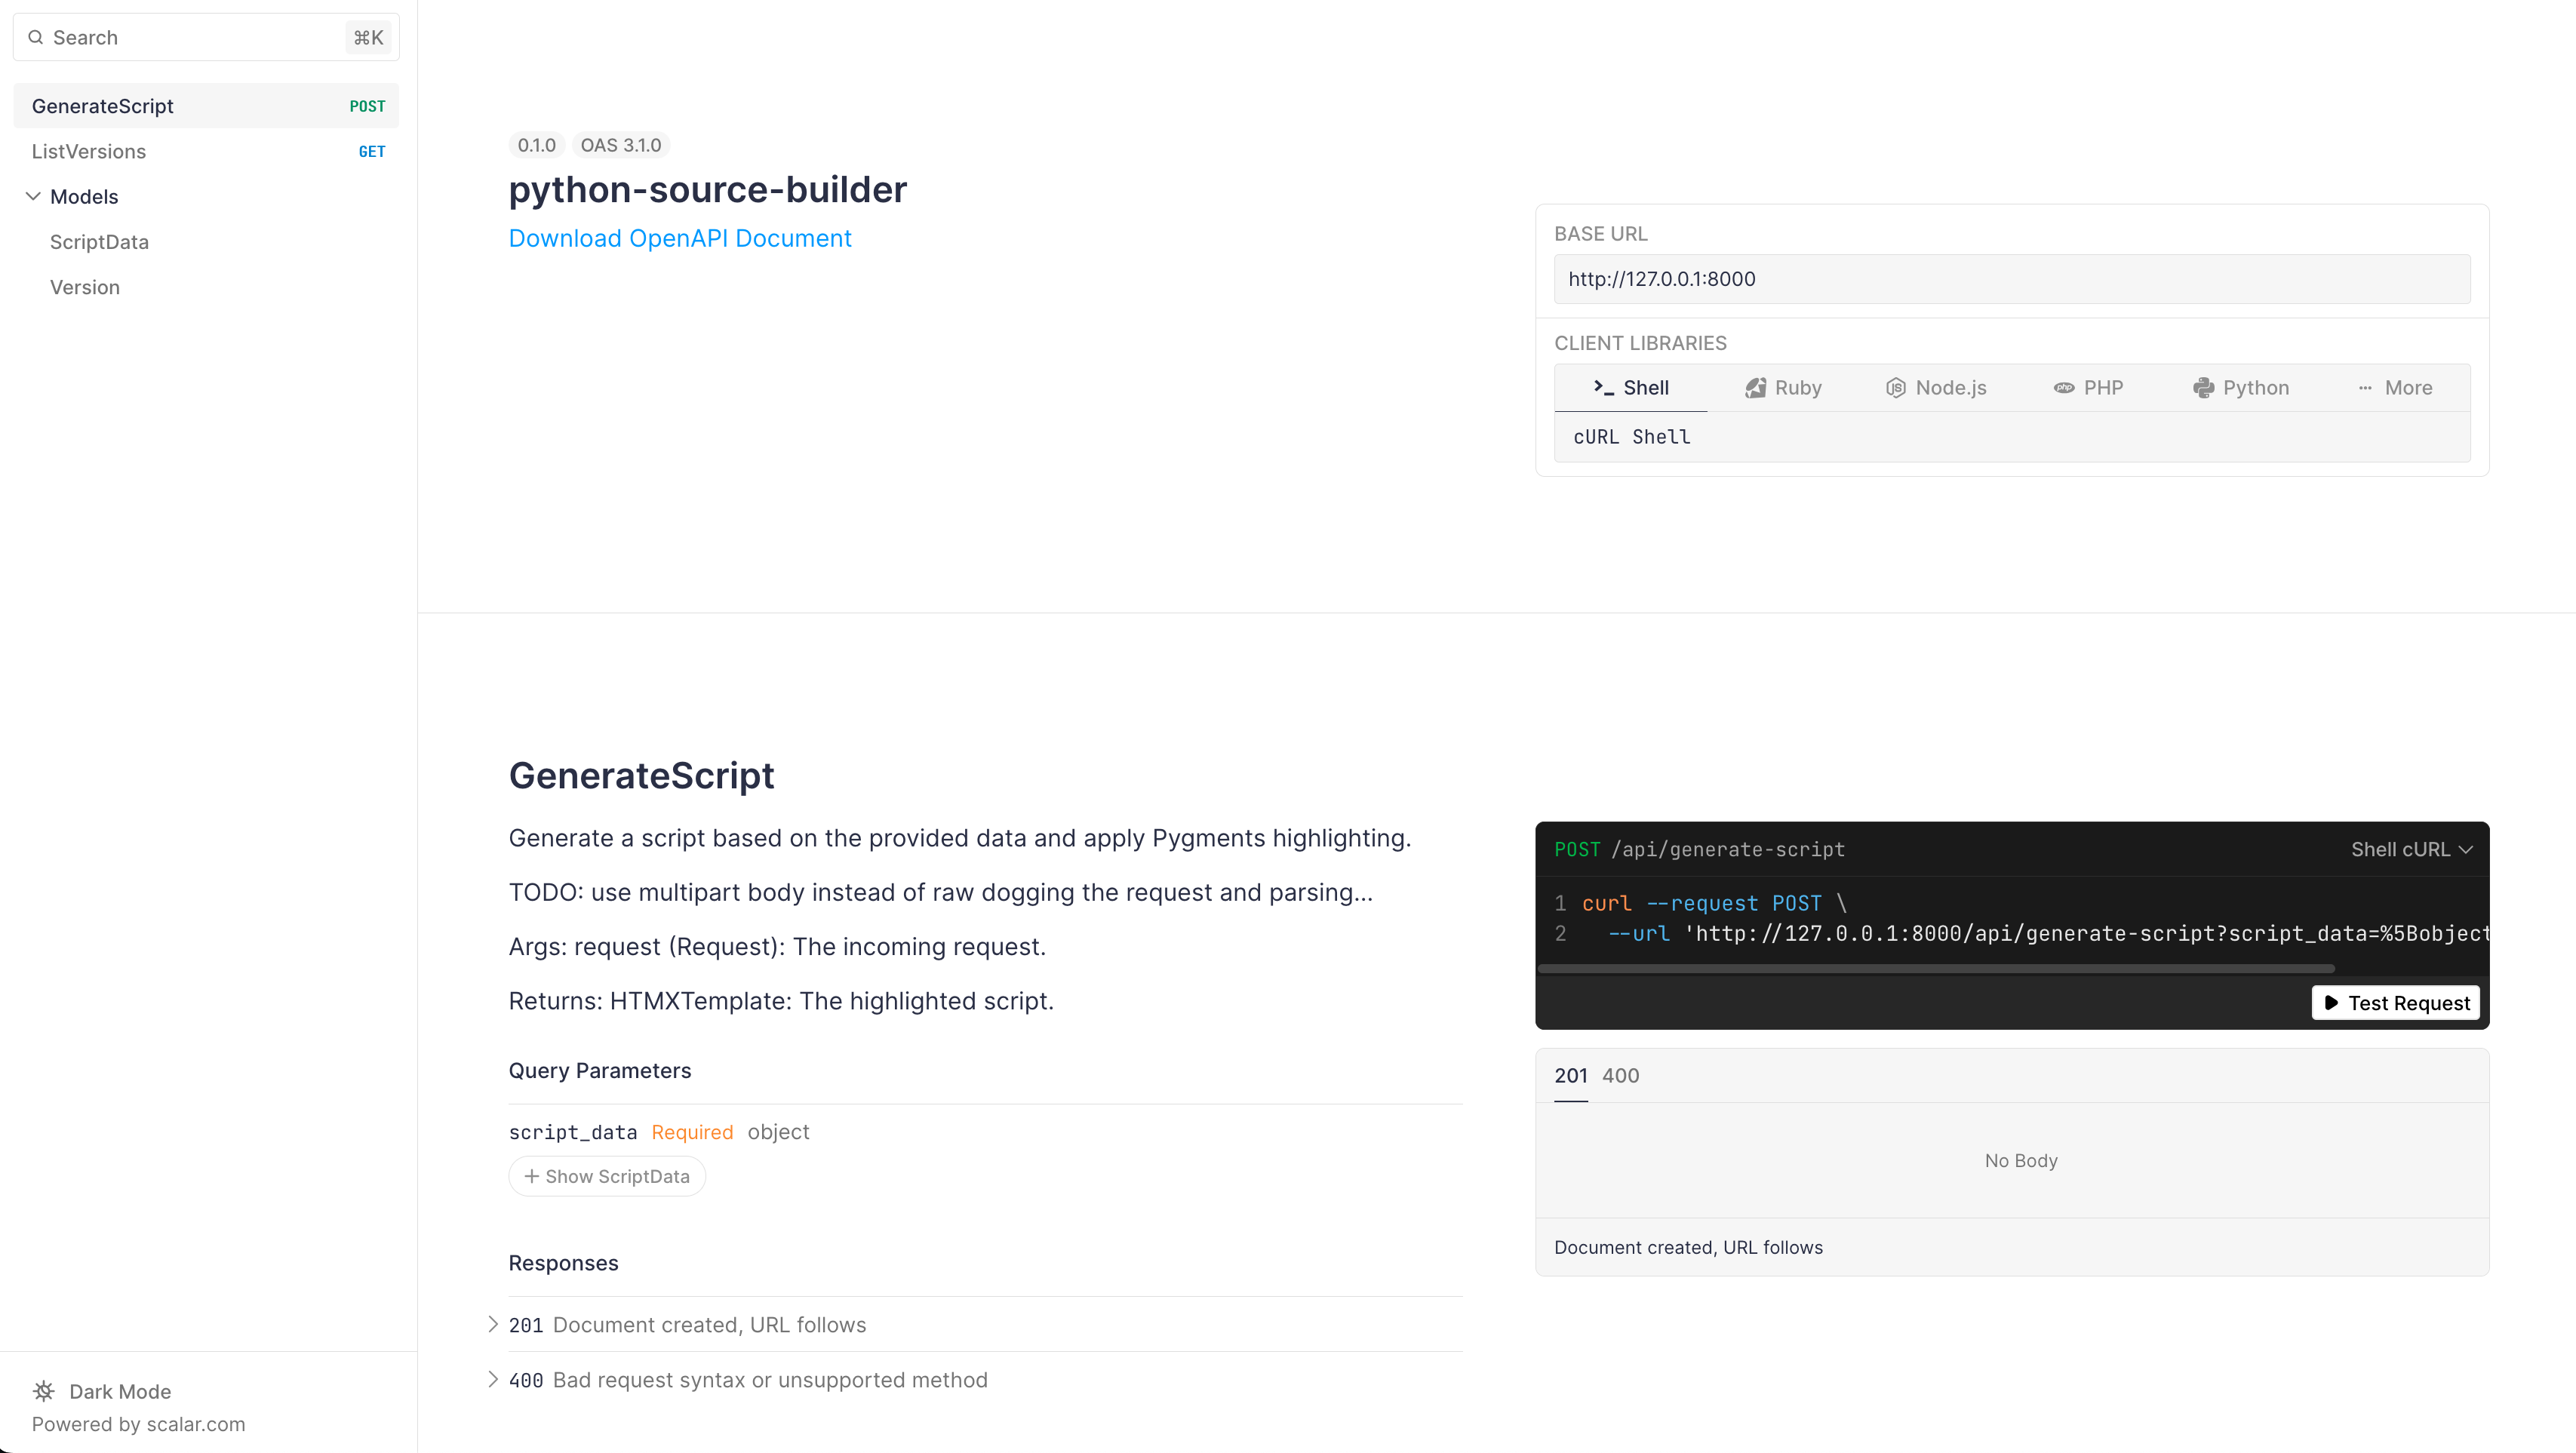 Search
⌘K
GenerateScript POST
ListVersions GET
Models
ScriptData
Version
Dark Mode
Powered by scalar.com
0.1.0 OAS 3.1.0
python-source-builder
Download OpenAPI Document
BASE URL
http://127.0.0.1:8000
CLIENT LIBRARIES
Shell Ruby Node.js PHP Python More
cURL Shell
GenerateScript
Generate a script based on the provided data and apply Pygments highlighting.
TODO: use multipart body instead of raw dogging the request and parsing...
Args: request (Request): The incoming request.
Returns: HTMXTemplate: The highlighted script.
Query Parameters
script_data Required object
+ Show ScriptData
Responses
201 Document created, URL follows
400 Bad request syntax or unsupported method
POST /api/generate-script Shell cURL
1 curl --request POST \
2 --url 'http://127.0.0.1:8000/api/generate-script?script_data=%5Bobject
Test Request
201 400
No Body
Document created, URL follows